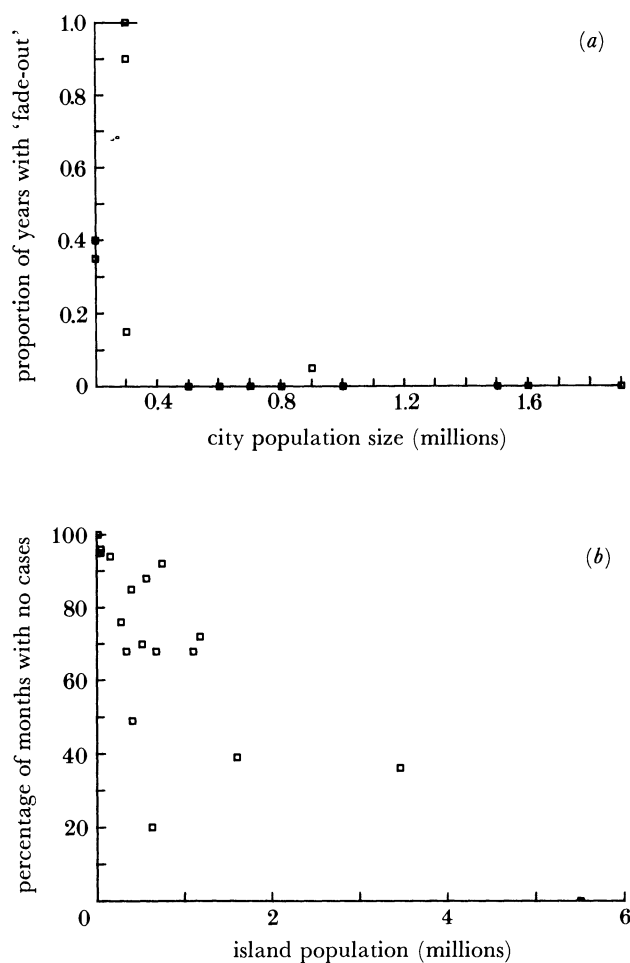 (a)
proportion of years with ‘fade-out’
1.0
0.8
0.6
0.4
0.2
0
0.4 0.8 1.2 1.6
city population size (millions)
(b)
percentage of months with no cases
100
80
60
40
20
0 2 4 6
island population (millions)